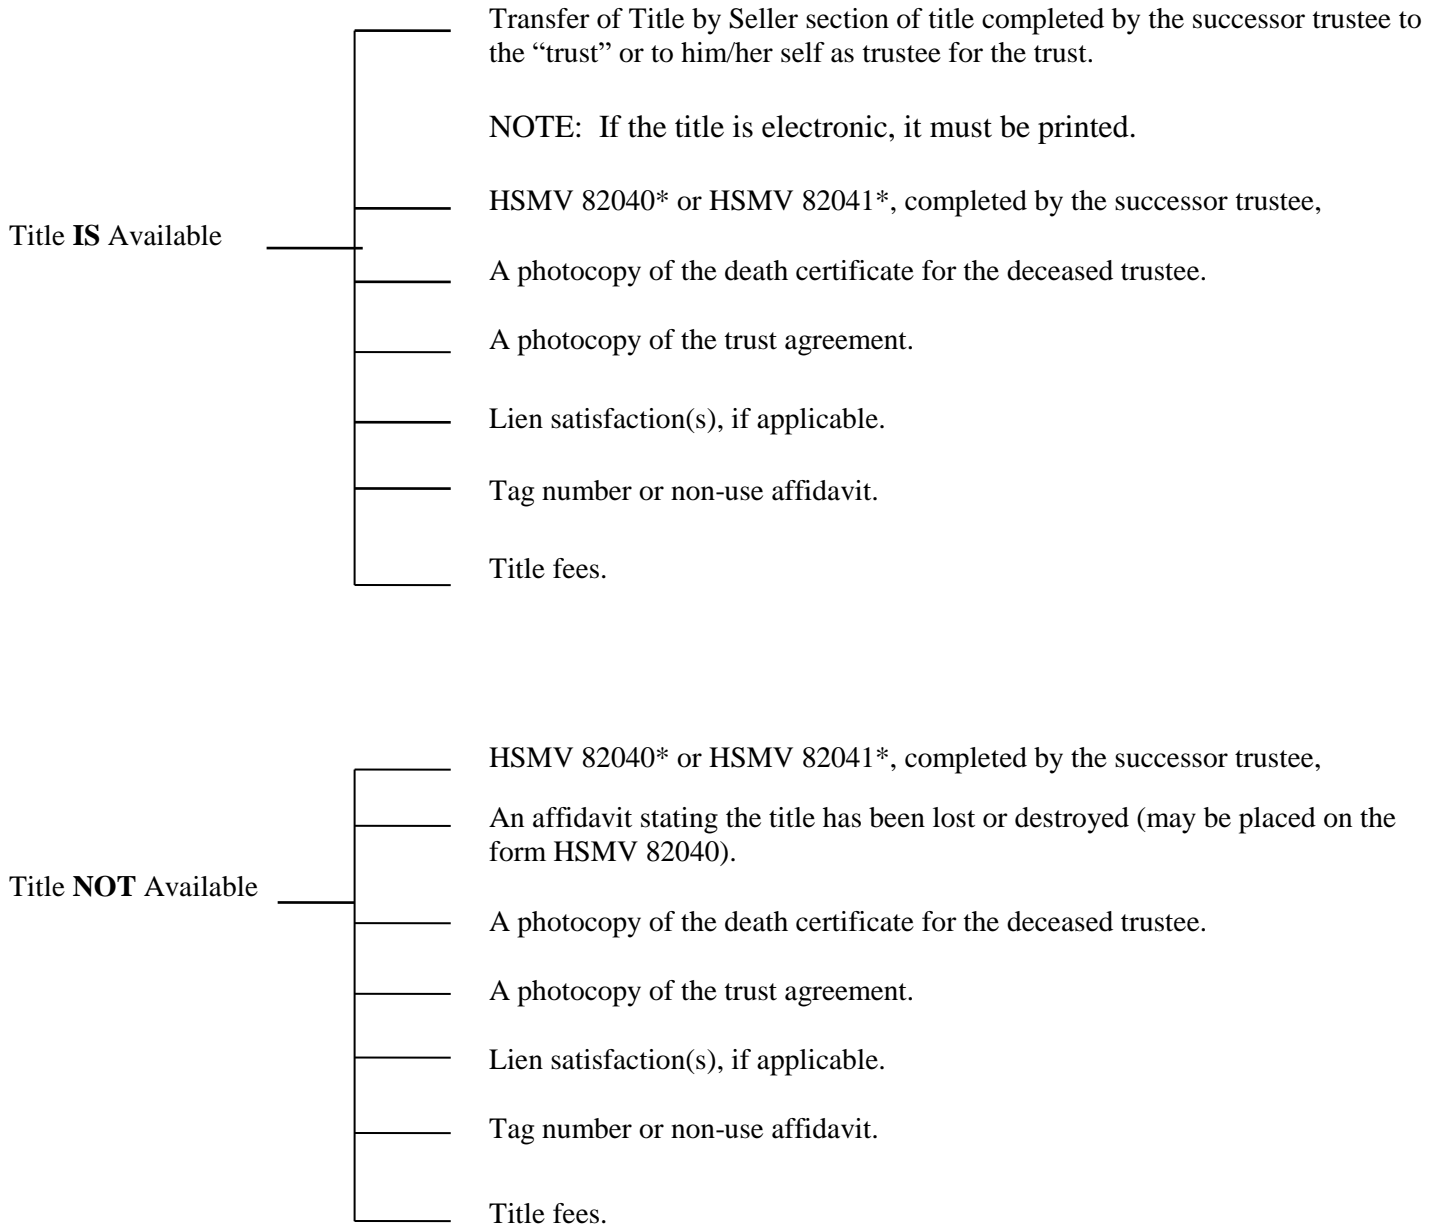 Transfer of Title by Seller section of title completed by the successor trustee to
the “trust” or to him/her self as trustee for the trust.
NOTE:  If the title is electronic, it must be printed.
HSMV 82040* or HSMV 82041*, completed by the successor trustee,
Title IS Available
A photocopy of the death certificate for the deceased trustee.
A photocopy of the trust agreement.
Lien satisfaction(s), if applicable.
Tag number or non-use affidavit.
Title fees.
HSMV 82040* or HSMV 82041*, completed by the successor trustee,
An affidavit stating the title has been lost or destroyed (may be placed on the
form HSMV 82040).
Title NOT Available
A photocopy of the death certificate for the deceased trustee.
A photocopy of the trust agreement.
Lien satisfaction(s), if applicable.
Tag number or non-use affidavit.
Title fees.